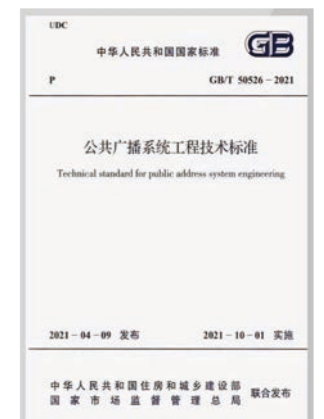 UDC
中华人民共和国国家标准 GB
P GB/T 50526－2021
公共广播系统工程技术标准
Technical standard for public address system engineering
2021－04－09 发布 2021－10－01 实施
中华人民共和国住房和城乡建设部
国家市场监督管理总局
联合发布